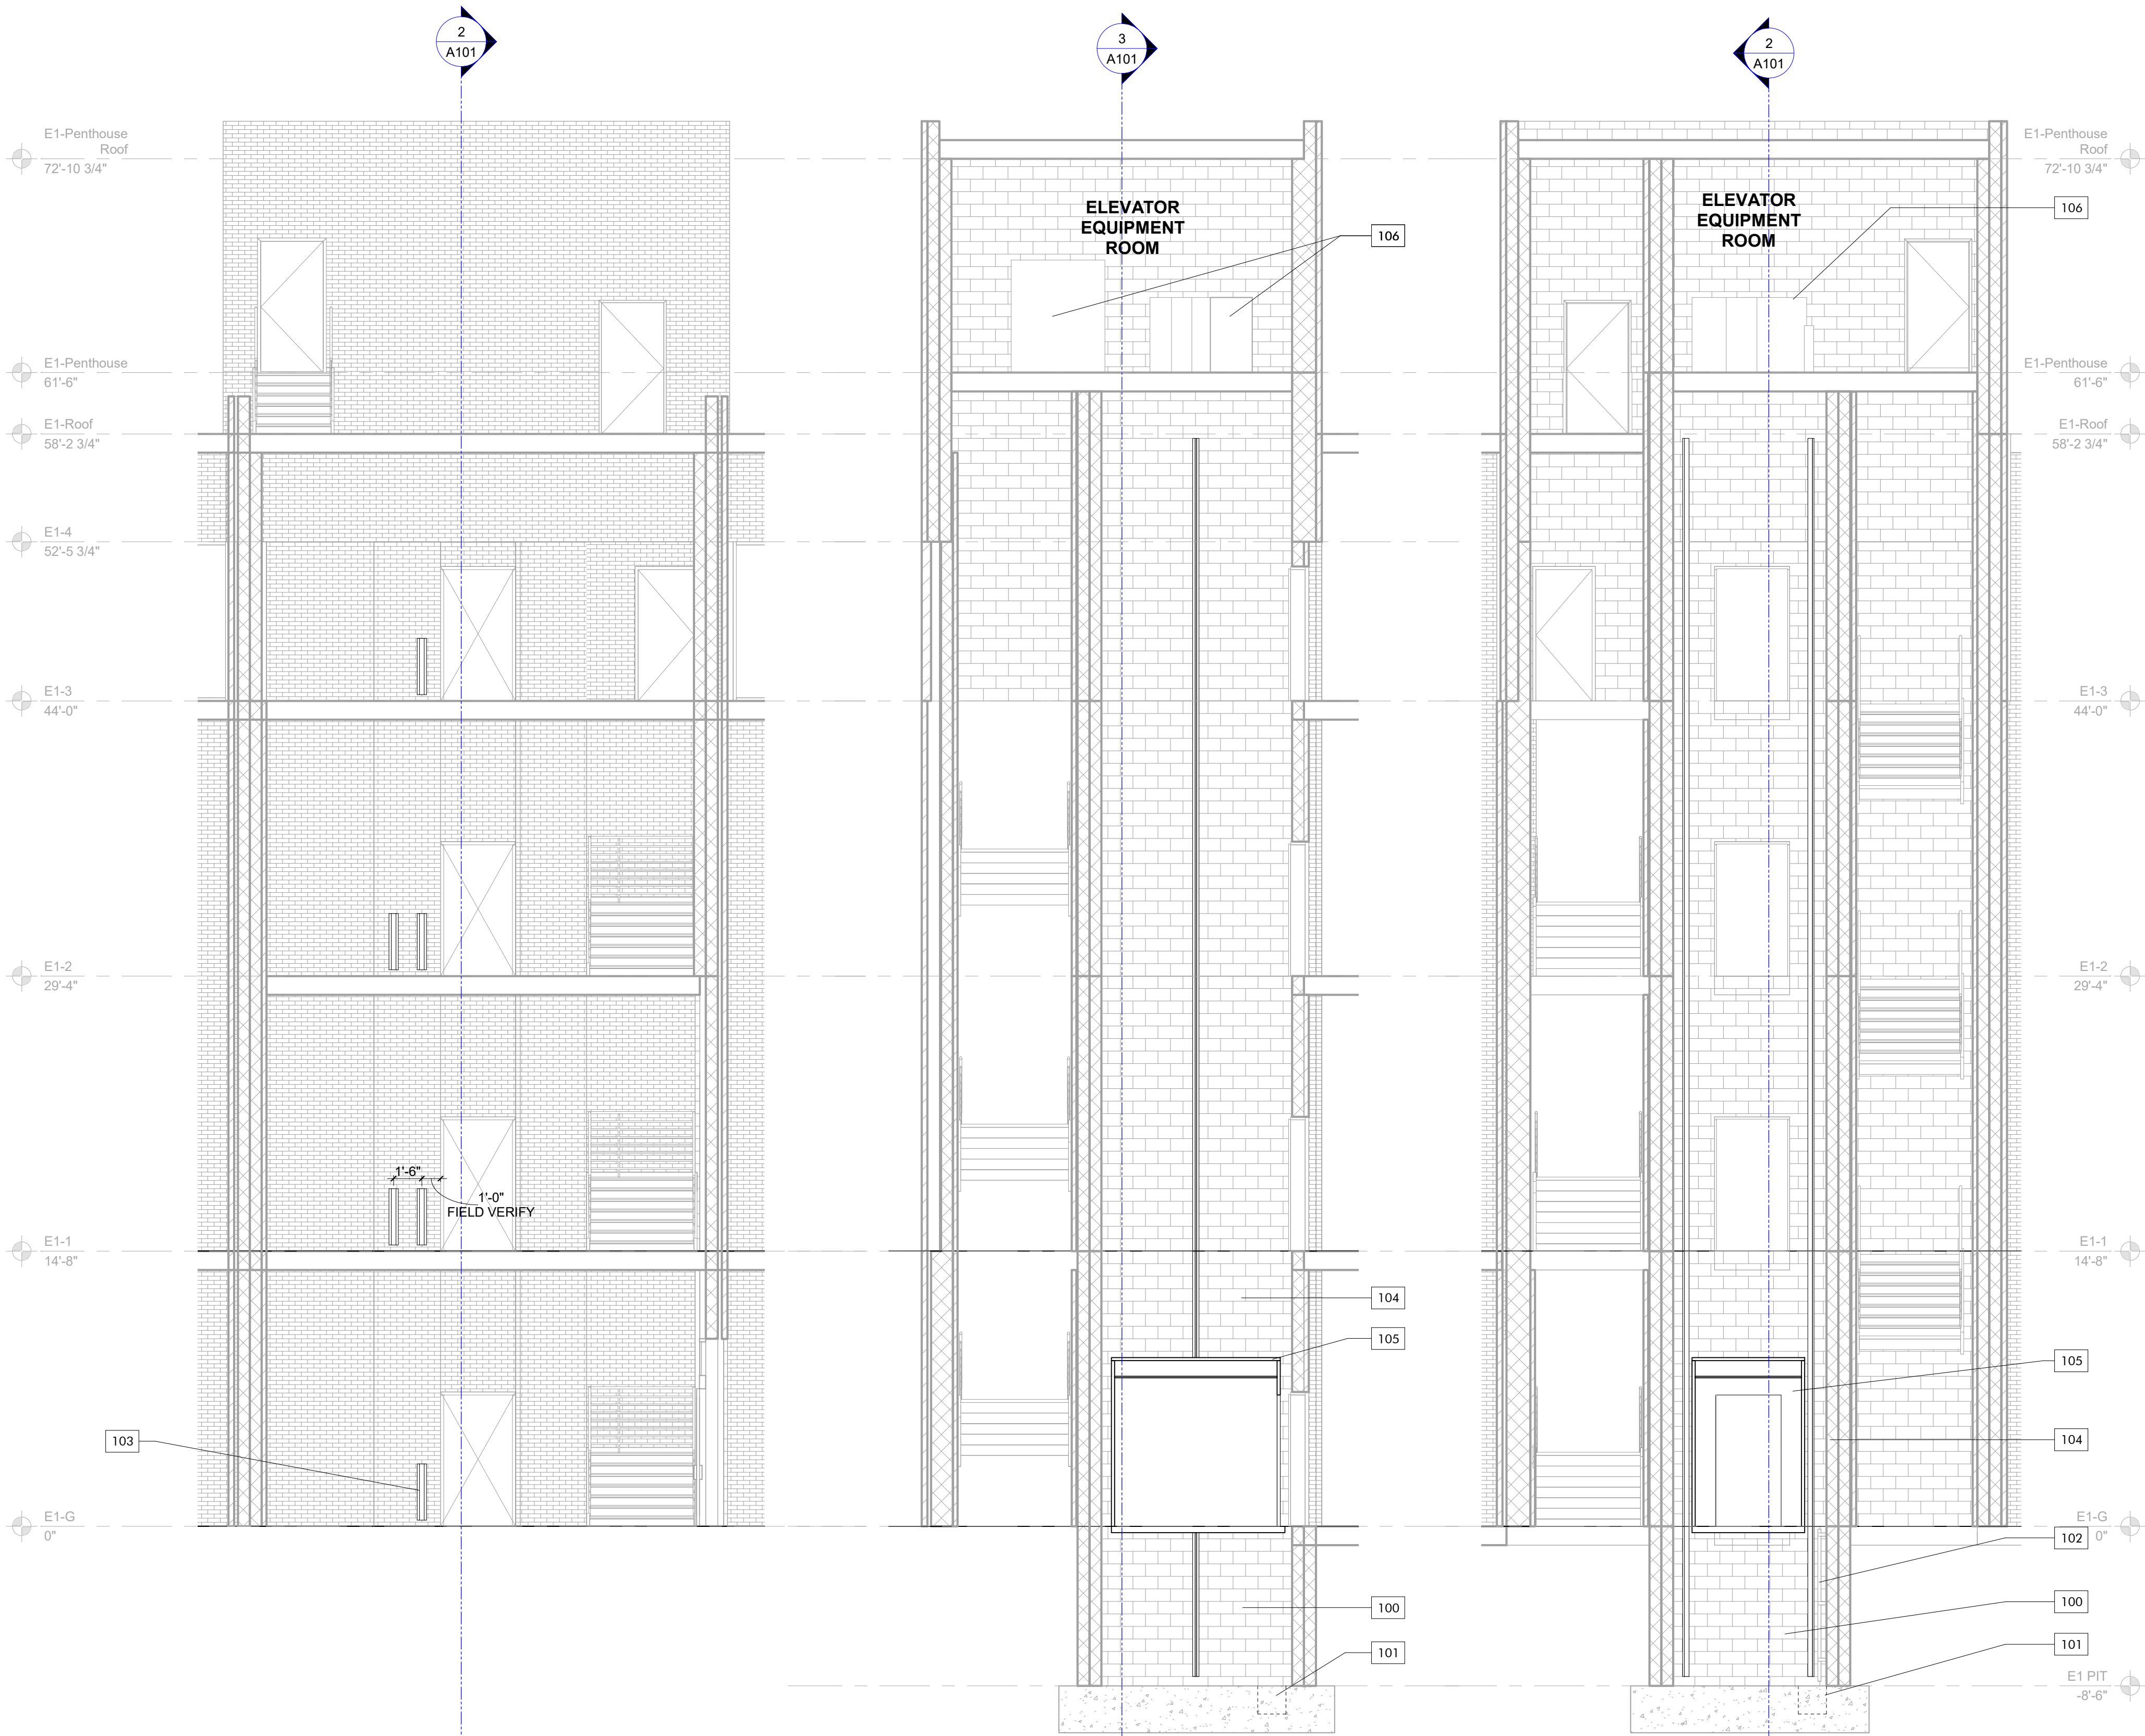 2
A101
3
A101
2
A101
E1-Penthouse
Roof
72'-10 3/4"
E1-Penthouse
61'-6"
E1-Roof
58'-2 3/4"
E1-4
52'-5 3/4"
E1-3
44'-0"
E1-2
29'-4"
E1-1
14'-8"
E1-G
0"
1'-6"
1'-0"
FIELD VERIFY
103
ELEVATOR
EQUIPMENT
ROOM
106
104
105
100
101
ELEVATOR
EQUIPMENT
ROOM
106
105
104
102
100
101
E1-Penthouse
Roof
72'-10 3/4"
E1-Penthouse
61'-6"
E1-Roof
58'-2 3/4"
E1-3
44'-0"
E1-2
29'-4"
E1-1
14'-8"
E1-G
0"
E1 PIT
-8'-6"